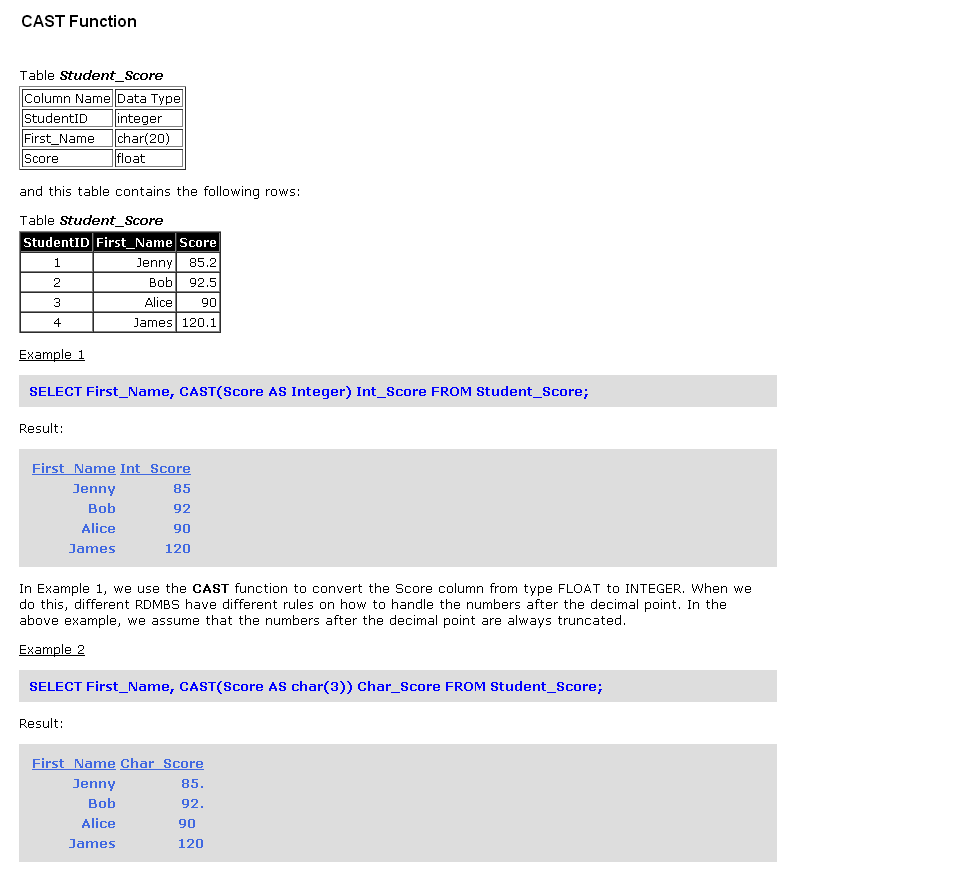 CAST Function
Table Student_Score
Column Name Data Type
StudentID integer
First_Name char(20)
Score float
and this table contains the following rows:
Table Student_Score
StudentID First_Name Score
1 Jenny 85.2
2 Bob 92.5
3 Alice 90
4 James 120.1
Example 1
SELECT First_Name, CAST(Score AS Integer) Int_Score FROM Student_Score;
Result:
First_Name Int_Score
Jenny 85
Bob 92
Alice 90
James 120
In Example 1, we use the CAST function to convert the Score column from type FLOAT to INTEGER. When we
do this, different RDMBS have different rules on how to handle the numbers after the decimal point. In the
above example, we assume that the numbers after the decimal point are always truncated.
Example 2
SELECT First_Name, CAST(Score AS char(3)) Char_Score FROM Student_Score;
Result:
First_Name Char_Score
Jenny 85.
Bob 92.
Alice 90
James 120